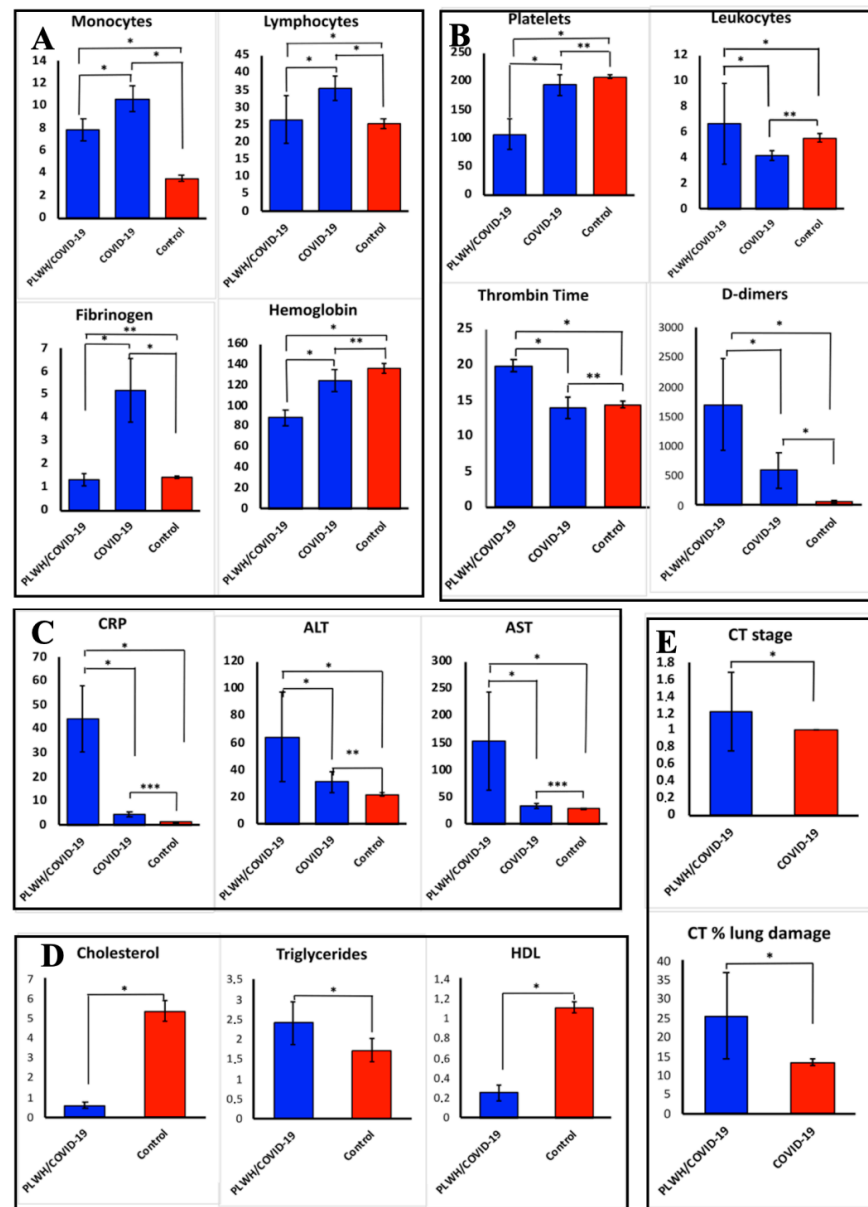 A
Monocytes
14
12
10
8
6
4
2
0
*
*
*
PLWH/COVID-19
COVID-19
Control
Lymphocytes
45
40
35
30
25
20
15
10
5
0
*
*
*
PLWH/COVID-19
COVID-19
Control
Fibrinogen
7
6
5
4
3
2
1
0
**
*
*
PLWH/COVID-19
COVID-19
Control
Hemoglobin
160
140
120
100
80
60
40
20
0
*
*
**
PLWH/COVID-19
COVID-19
Control
B
Platelets
250
200
150
100
50
0
*
*
**
PLWH/COVID-19
COVID-19
Control
Leukocytes
12
10
8
6
4
2
0
*
*
**
PLWH/COVID-19
COVID-19
Control
Thrombin Time
25
20
15
10
5
0
*
*
**
PLWH/COVID-19
COVID-19
Control
D-dimers
3000
2500
2000
1500
1000
500
0
*
*
*
PLWH/COVID-19
COVID-19
Control
C
CRP
70
60
50
40
30
20
10
0
*
*
***
PLWH/COVID-19
COVID-19
Control
ALT
120
100
80
60
40
20
0
*
*
**
PLWH/COVID-19
COVID-19
Control
AST
300
250
200
150
100
50
0
*
*
***
PLWH/COVID-19
COVID-19
Control
D
Cholesterol
7
6
5
4
3
2
1
0
*
PLWH/COVID-19
Control
Triglycerides
3,5
3
2,5
2
1,5
1
0,5
0
*
PLWH/COVID-19
Control
HDL
1,4
1,2
1
0,8
0,6
0,4
0,2
0
*
PLWH/COVID-19
Control
E
CT stage
1.8
1.6
1.4
1.2
1
0.8
0.6
0.4
0.2
0
*
PLWH/COVID-19
COVID-19
CT % lung damage
40
35
30
25
20
15
10
5
0
*
PLWH/COVID-19
COVID-19